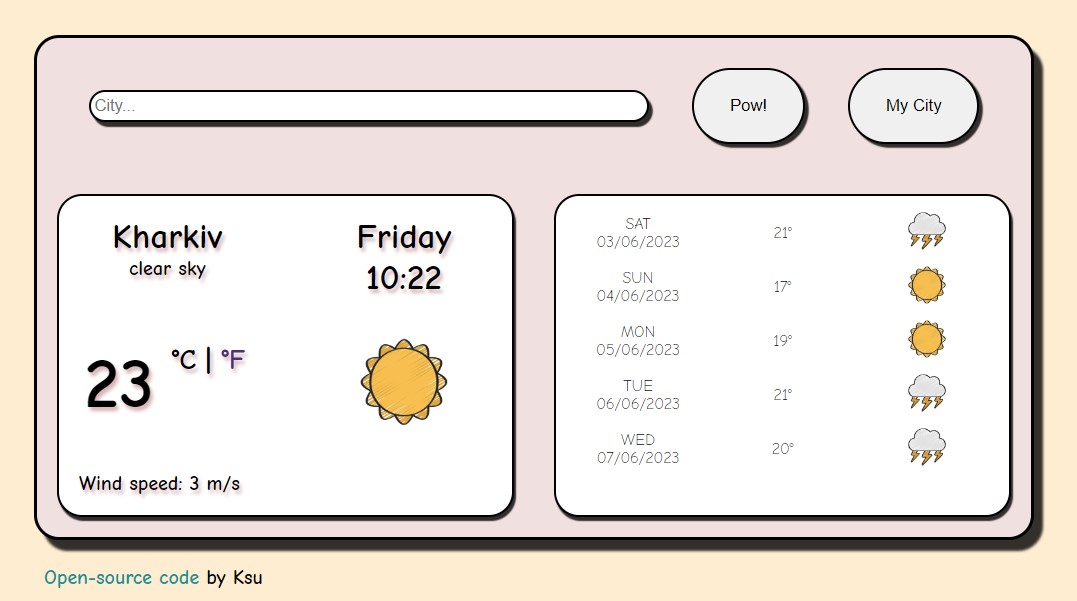 City...
Pow!
My City
Kharkiv
clear sky
Friday
10:22
23 °C | °F
Wind speed: 3 m/s
SAT
03/06/2023
21°
SUN
04/06/2023
17°
MON
05/06/2023
19°
TUE
06/06/2023
21°
WED
07/06/2023
20°
Open-source code by Ksu